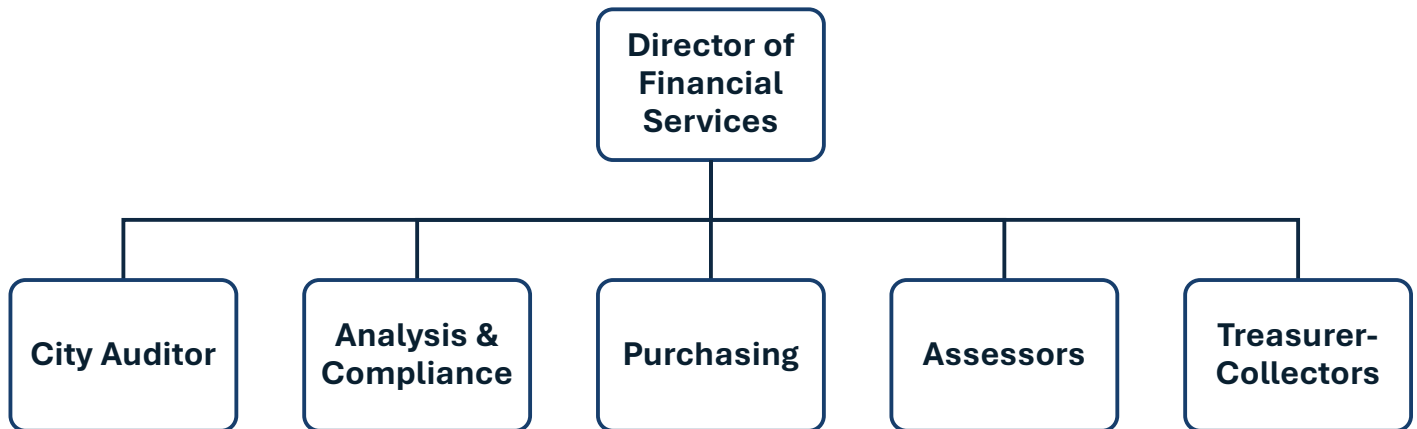 Director of
Financial
Services
City Auditor
Analysis &
Compliance
Purchasing
Assessors
Treasurer-
Collectors